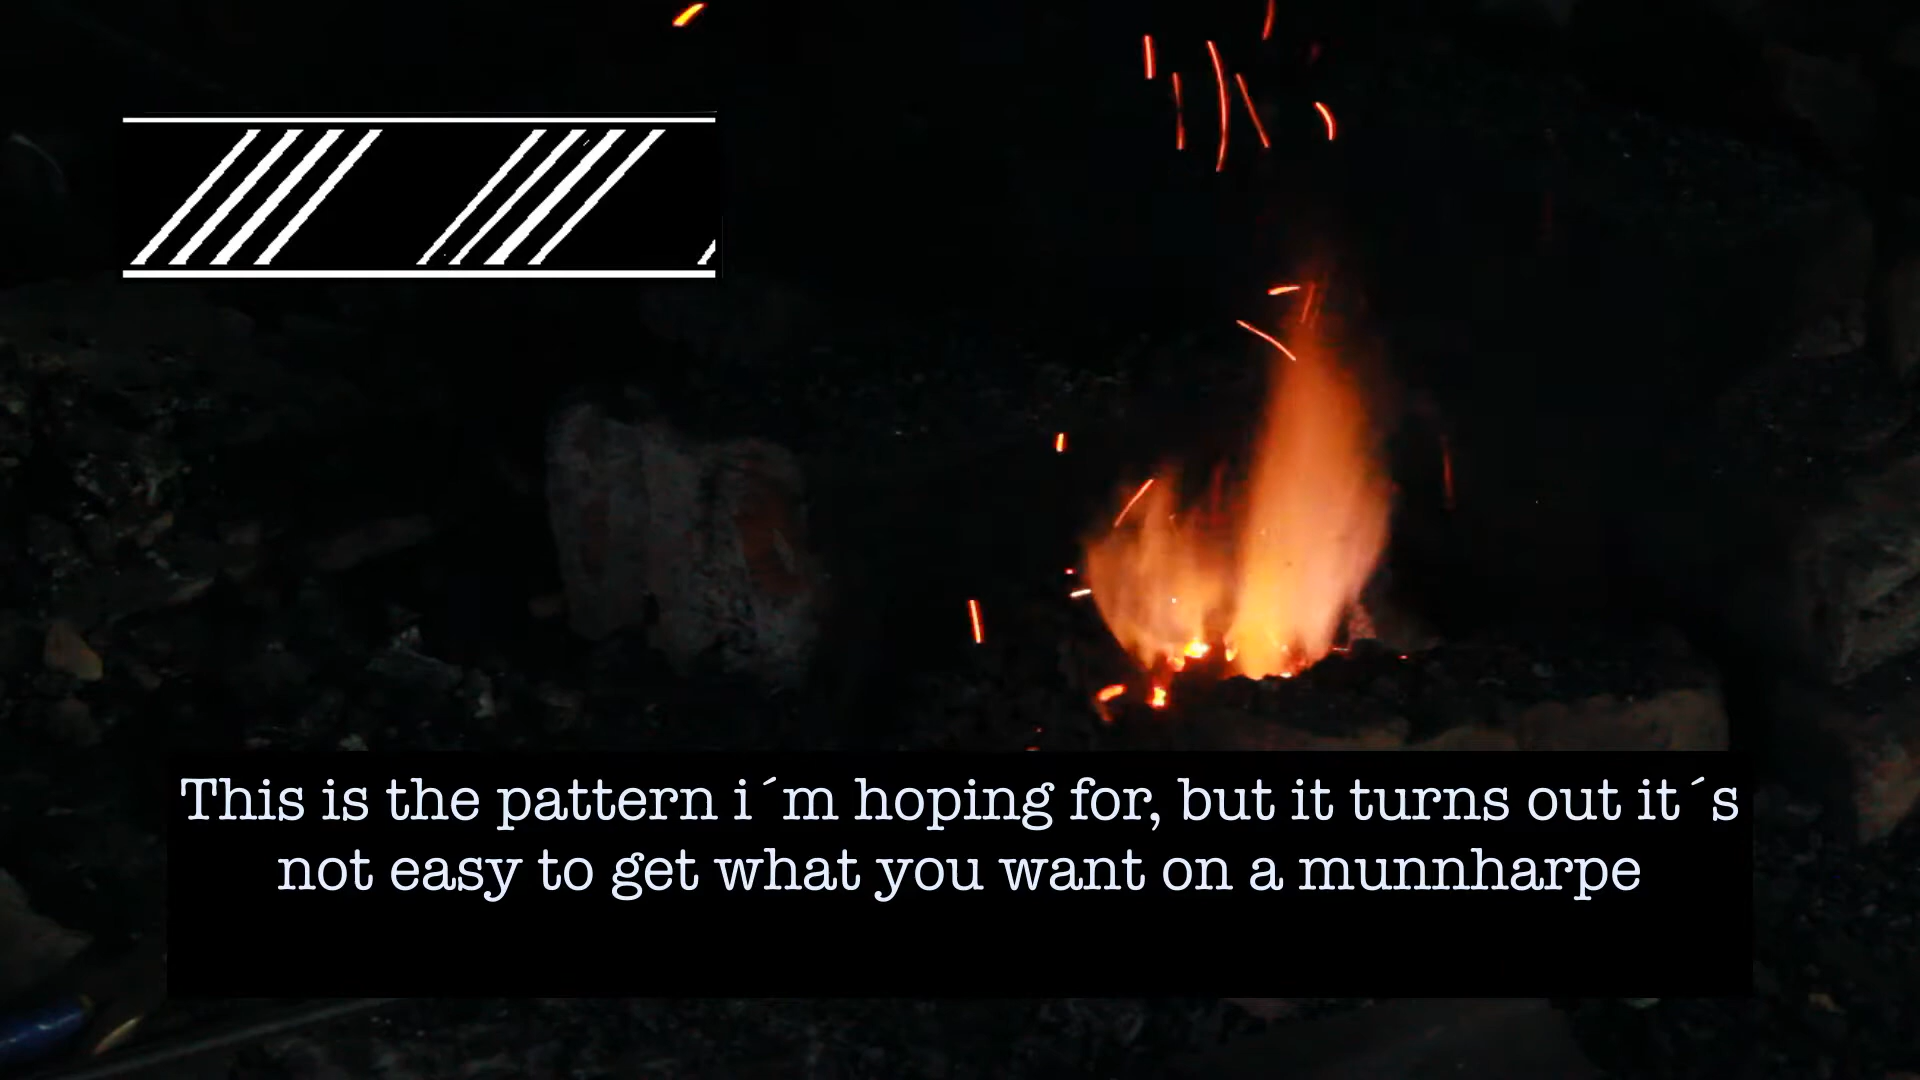 This is the pattern i´m hoping for, but it turns out it´s
not easy to get what you want on a munnharpe